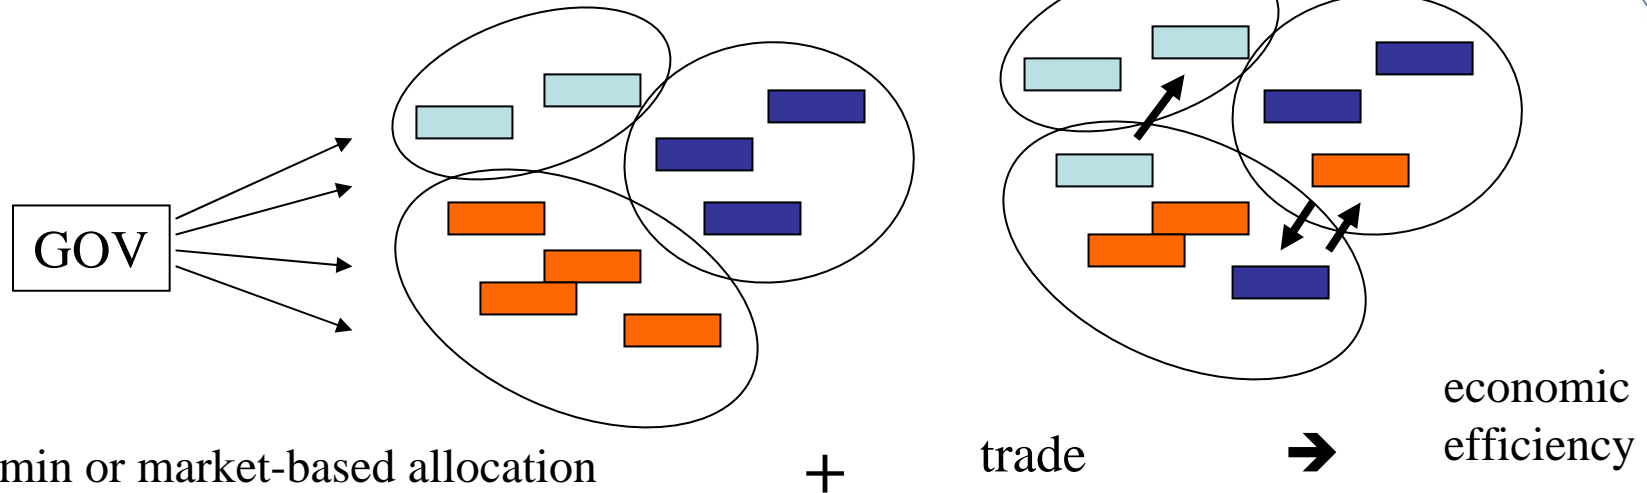 GOV
economic
efficiency
min or market-based allocation
+
trade
➔